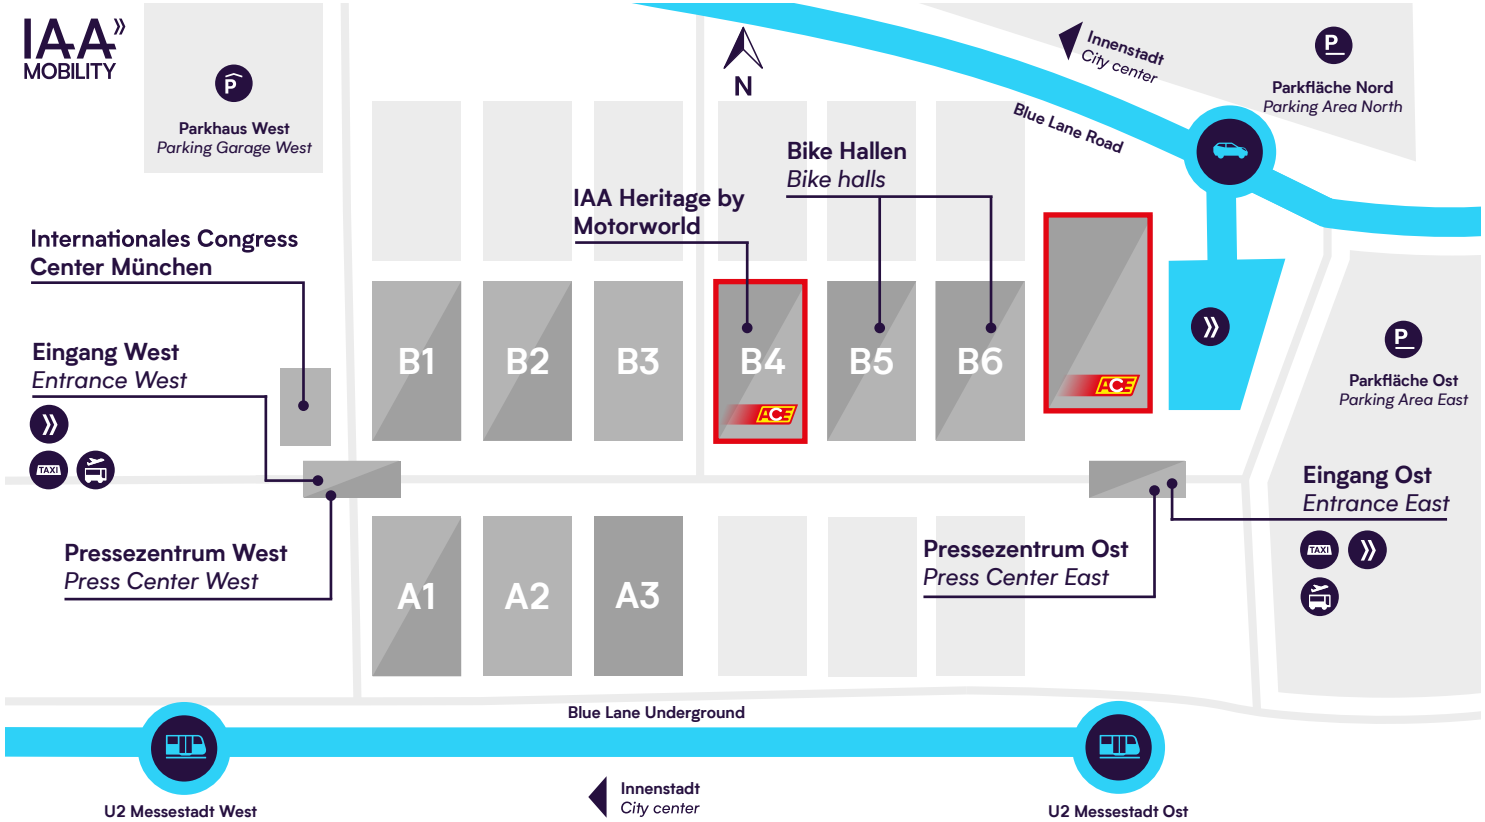 IAA
MOBILITY
P
Parkhaus West
Parking Garage West
N
Innenstadt
City center
P
Parkfläche Nord
Parking Area North
Blue Lane Road
Bike Hallen
Bike halls
IAA Heritage by
Motorworld
Internationales Congress
Center München
Eingang West
Entrance West
TAXI
B1
B2
B3
B4
B5
B6
ACE
ACE
P
Parkfläche Ost
Parking Area East
Eingang Ost
Entrance East
TAXI
Pressezentrum West
Press Center West
Pressezentrum Ost
Press Center East
A1
A2
A3
Blue Lane Underground
Innenstadt
City center
U2 Messestadt West
U2 Messestadt Ost